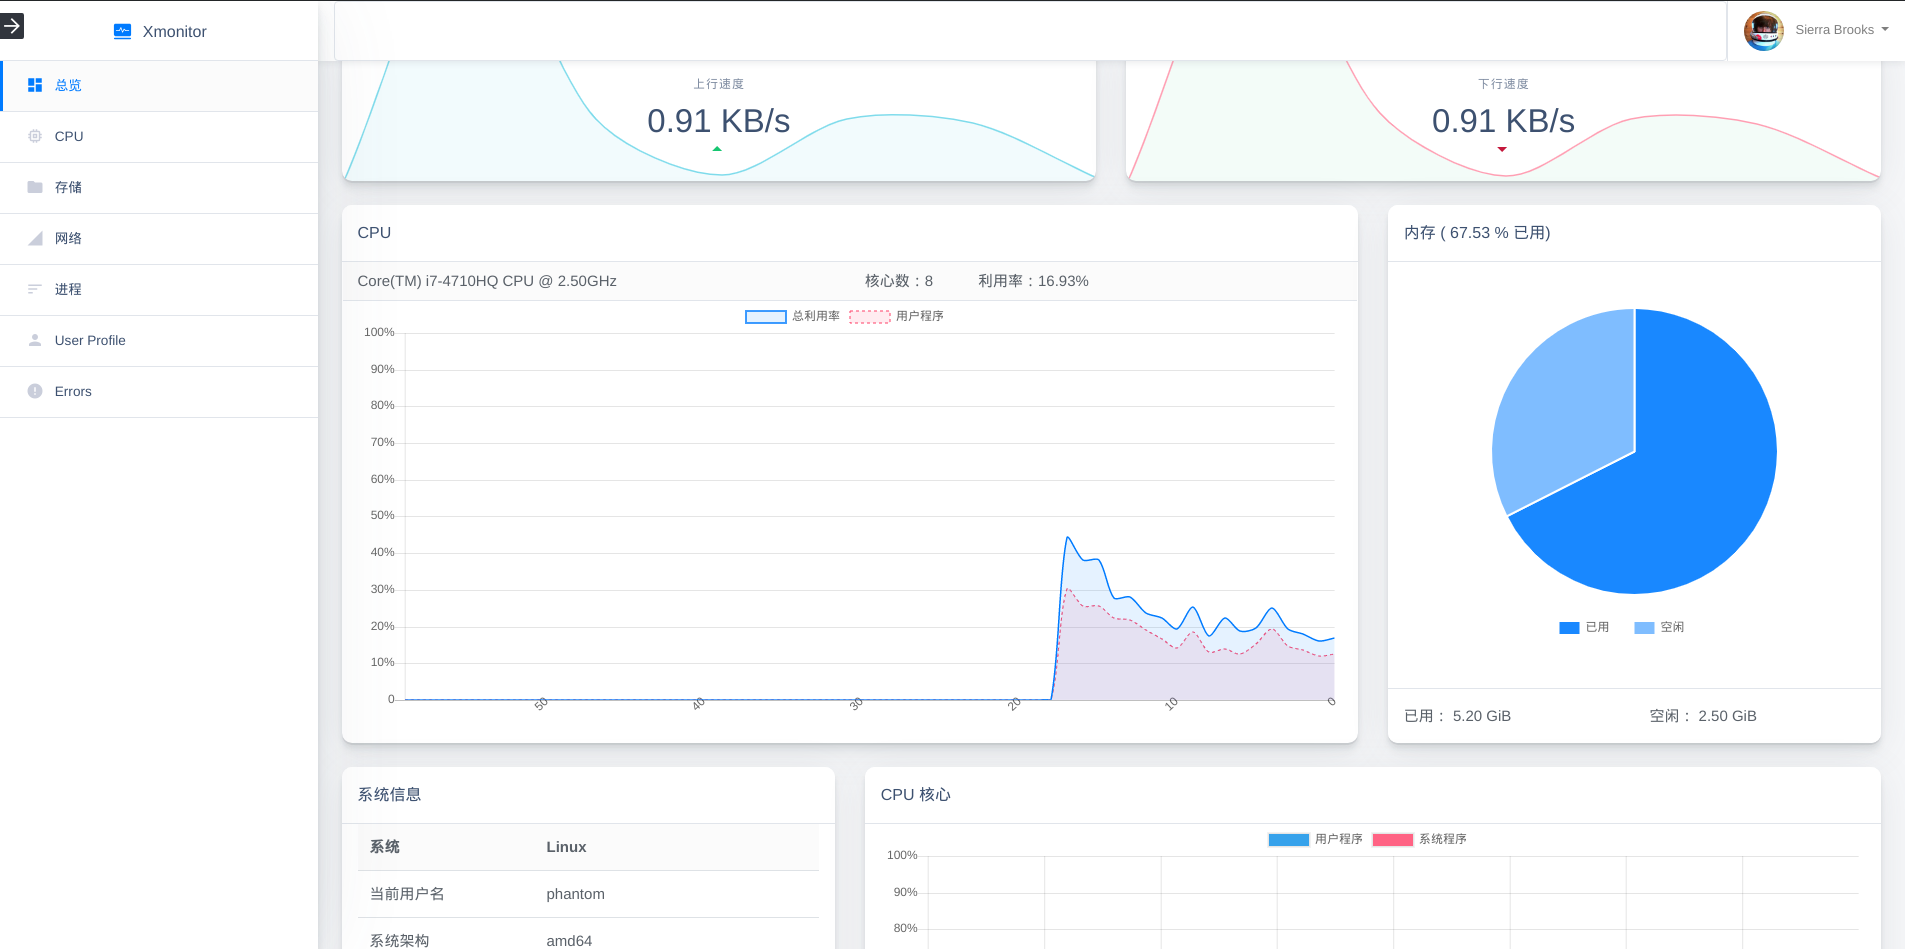 Xmonitor
Sierra Brooks
总览
CPU
存储
网络
进程
User Profile
Errors
上行速度
0.91 KB/s
下行速度
0.91 KB/s
CPU
Core(TM) i7-4710HQ CPU @ 2.50GHz 核心数：8 利用率：16.93%
总利用率 用户程序
100%
90%
80%
70%
60%
50%
40%
30%
20%
10%
0
50 40 30 20 10 0
内存 ( 67.53 % 已用)
已用 空闲
已用： 5.20 GiB 空闲： 2.50 GiB
系统信息
系统 Linux
当前用户名 phantom
系统架构 amd64
CPU 核心
用户程序 系统程序
100%
90%
80%